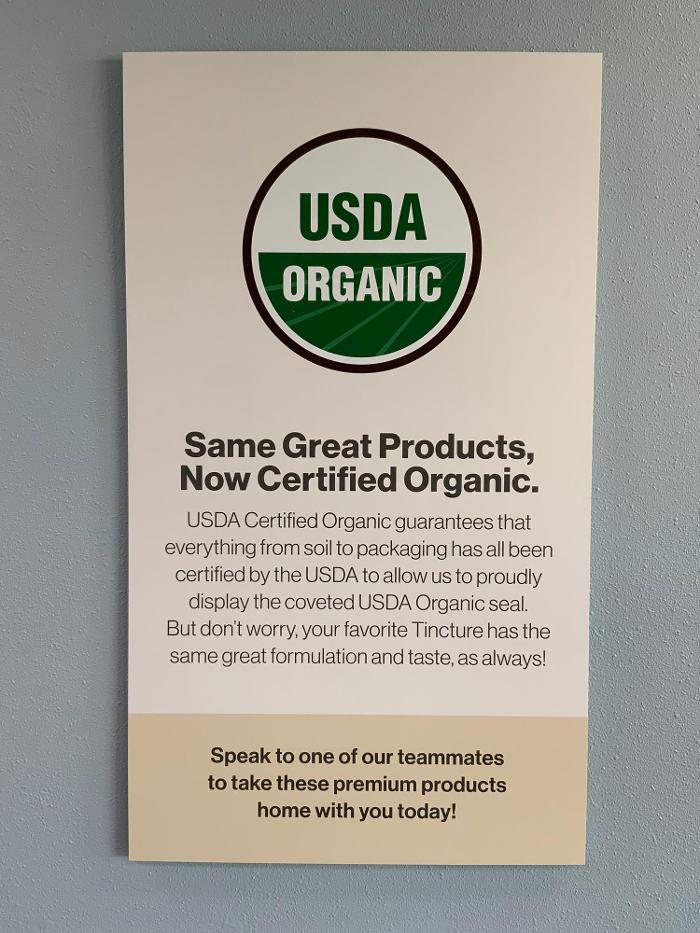 USDA
ORGANIC
Same Great Products,
Now Certified Organic.
USDA Certified Organic guarantees that
everything from soil to packaging has all been
certified by the USDA to allow us to proudly
display the coveted USDA Organic seal.
But don't worry, your favorite Tincture has the
same great formulation and taste, as always!
Speak to one of our teammates
to take these premium products
home with you today!